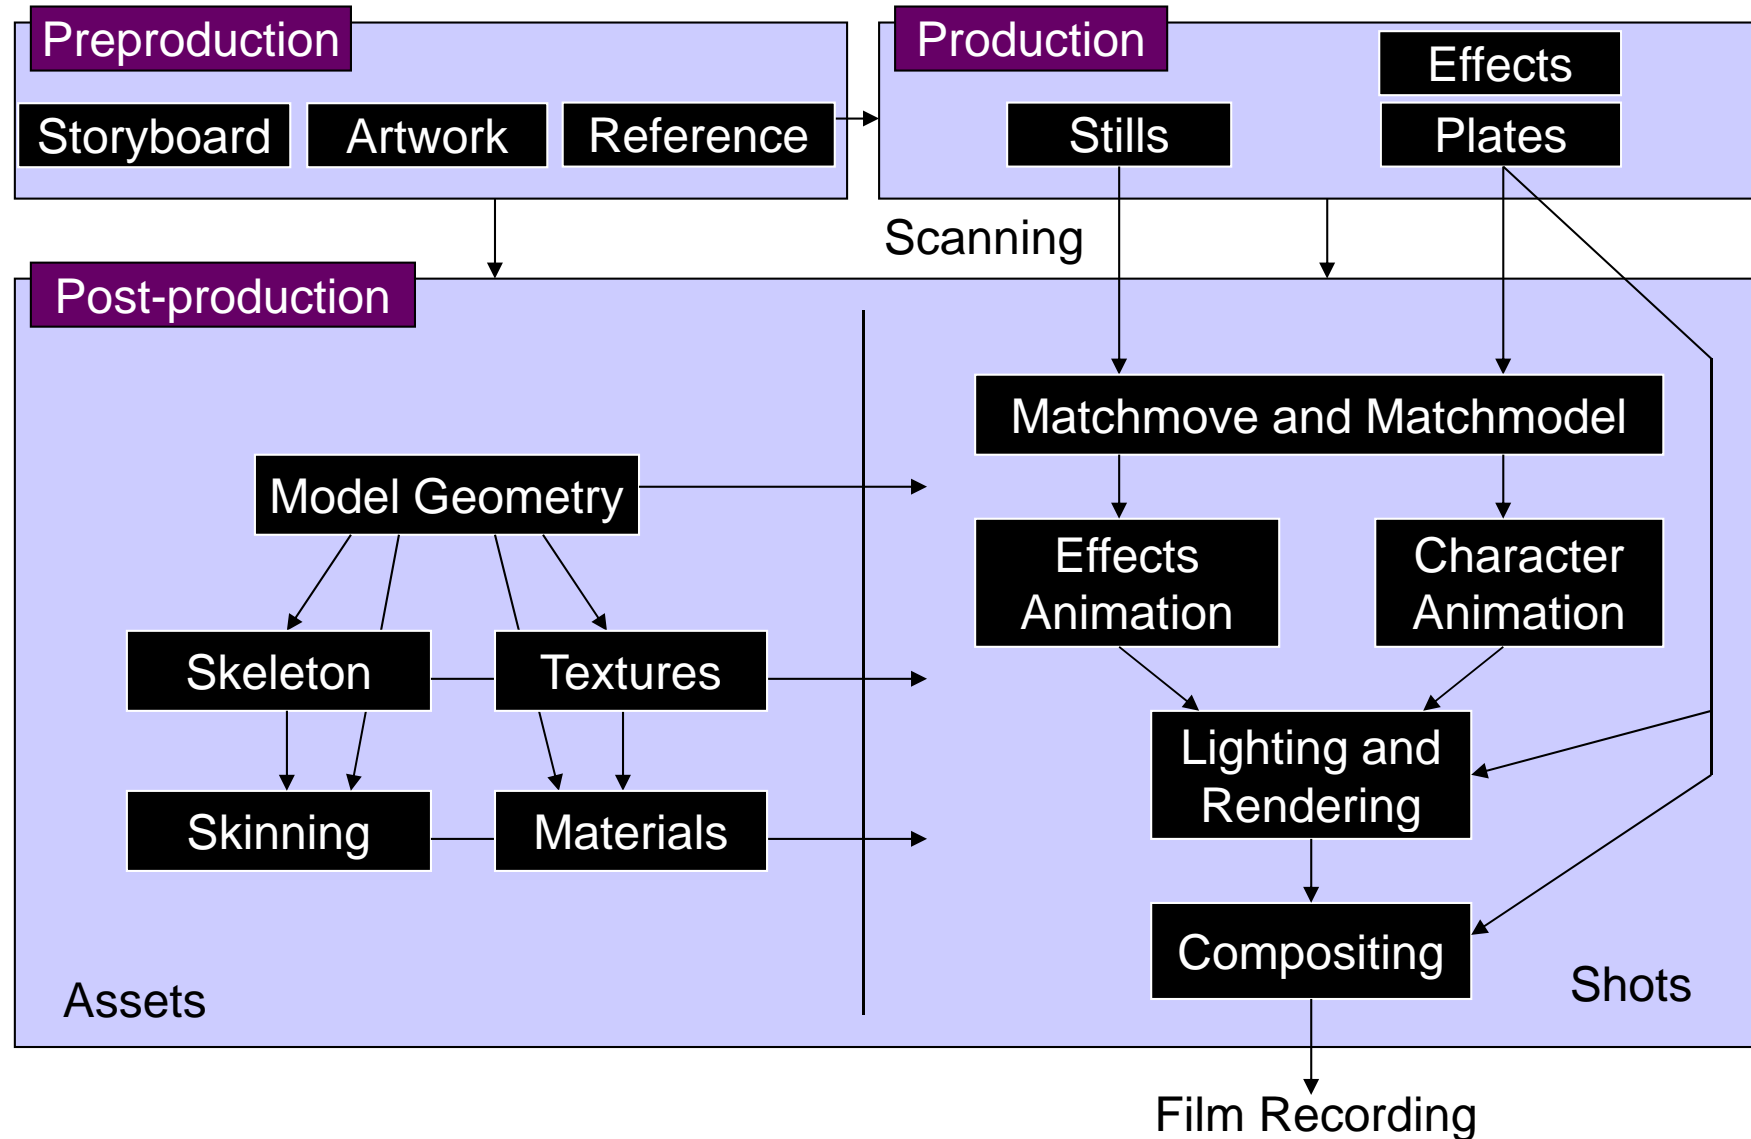 Preproduction
Storyboard
Artwork
Reference
Production
Effects
Stills
Plates
Scanning
Post-production
Matchmove and Matchmodel
Model Geometry
Effects
Animation
Character
Animation
Skeleton
Textures
Lighting and
Rendering
Skinning
Materials
Compositing
Assets
Shots
Film Recording